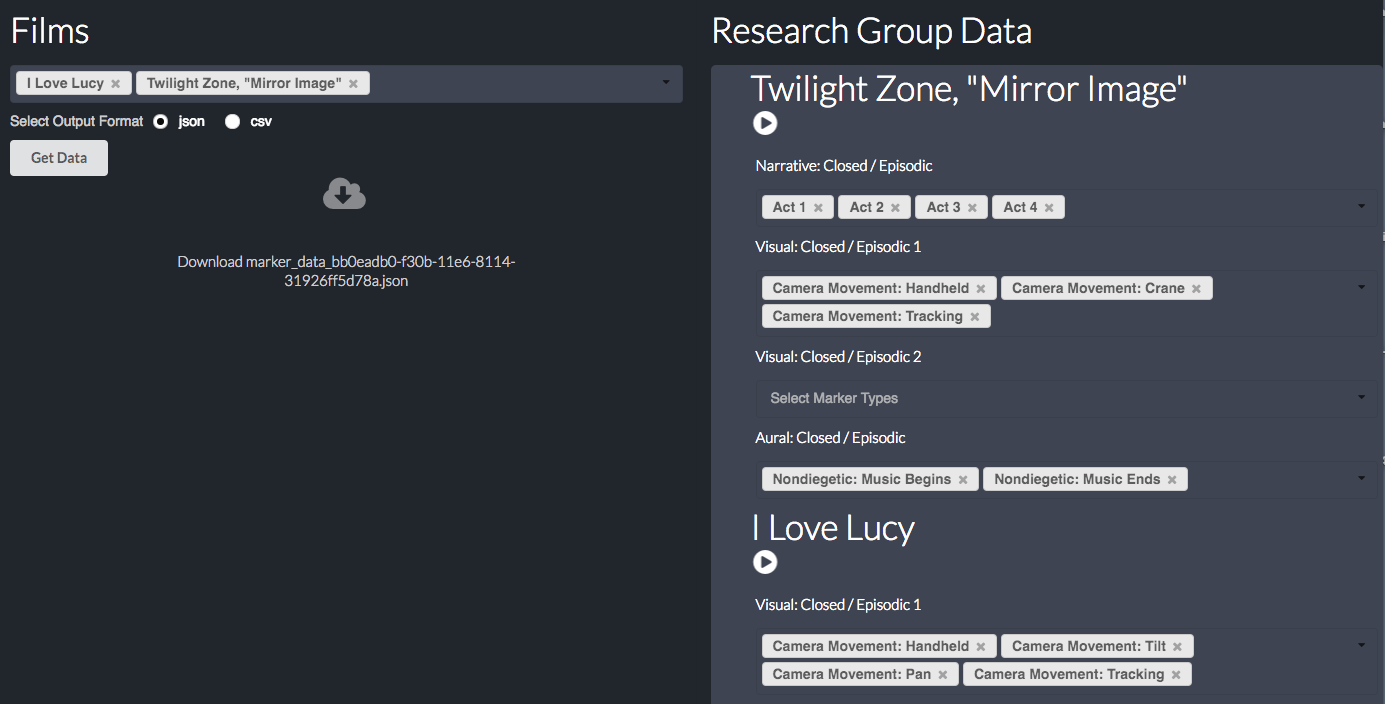 Films
I Love Lucy ×
Twilight Zone, "Mirror Image" ×
Select Output Format
json
csv
Get Data
Download marker_data_bb0eadb0-f30b-11e6-8114-
31926ff5d78a.json
Research Group Data
Twilight Zone, "Mirror Image"
Narrative: Closed / Episodic
Act 1 × Act 2 × Act 3 × Act 4 ×
Visual: Closed / Episodic 1
Camera Movement: Handheld × Camera Movement: Crane ×
Camera Movement: Tracking ×
Visual: Closed / Episodic 2
Select Marker Types
Aural: Closed / Episodic
Nondiegetic: Music Begins × Nondiegetic: Music Ends ×
I Love Lucy
Visual: Closed / Episodic 1
Camera Movement: Handheld × Camera Movement: Tilt ×
Camera Movement: Pan × Camera Movement: Tracking ×